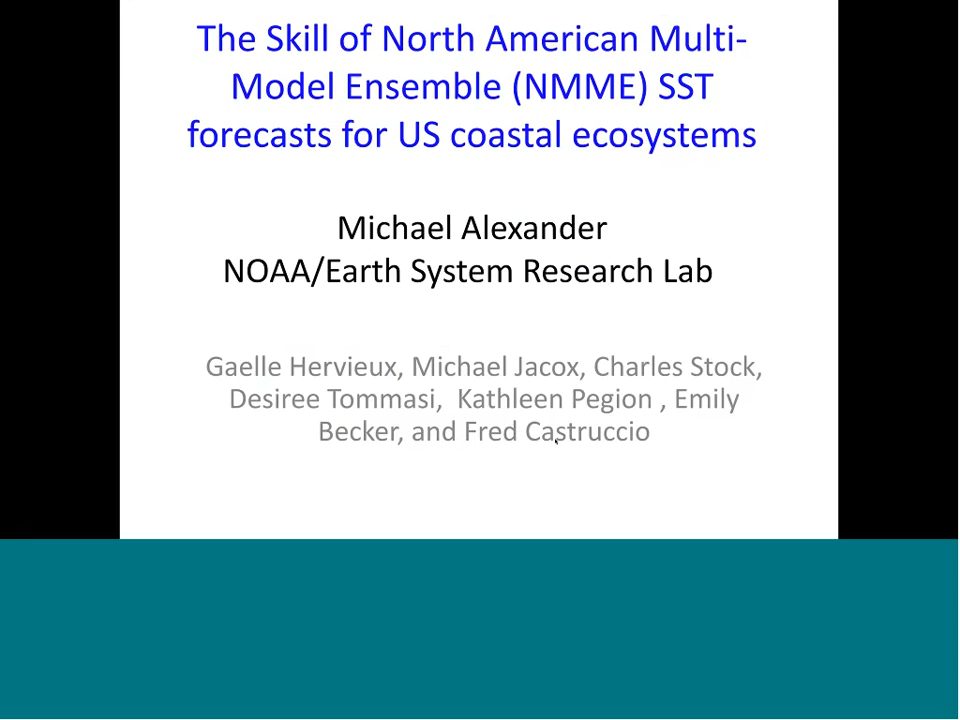 The Skill of North American Multi-
Model Ensemble (NMME) SST
forecasts for US coastal ecosystems
Michael Alexander
NOAA/Earth System Research Lab
Gaelle Hervieux, Michael Jacox, Charles Stock,
Desiree Tommasi,  Kathleen Pegion , Emily
Becker, and Fred Castruccio